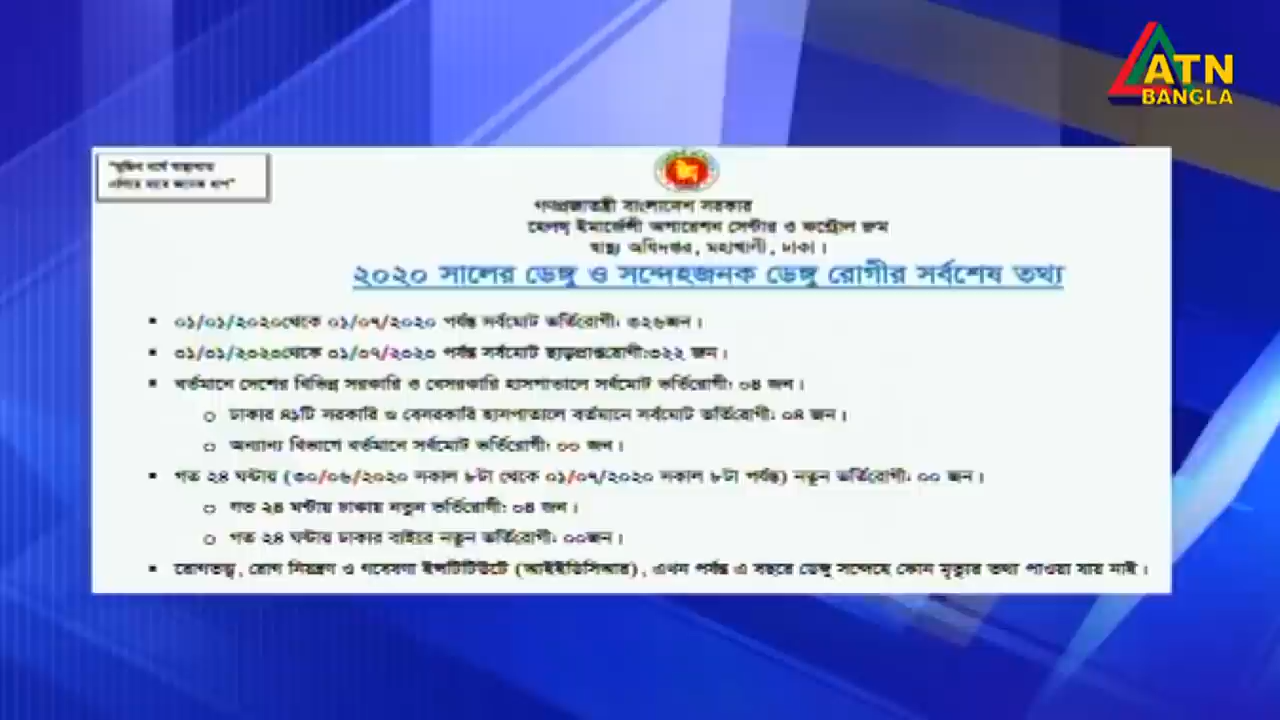 ATN
BANGLA
"মুজিব বর্ষে স্বাস্থ্যখাত
এগিয়ে যাবে অনেক ধাপ"
গণপ্রজাতন্ত্রী বাংলাদেশ সরকার
হেলথ্ ইমার্জেন্সী অপারেশন সেন্টার ও কন্ট্রোল রুম
স্বাস্থ্য অধিদপ্তর, মহাখালী, ঢাকা।
২০২০ সালের ডেঙ্গু ও সন্দেহজনক ডেঙ্গু রোগীর সর্বশেষ তথ্য
▪ ০১/০১/২০২০থেকে ০১/০৭/২০২০ পর্যন্ত সর্বমোট ভর্তিরোগী: ৩২৬জন।
▪ ০১/০১/২০২০থেকে ০১/০৭/২০২০ পর্যন্ত সর্বমোট ছাড়প্রাপ্তরোগী:৩২২ জন।
▪ বর্তমানে দেশের বিভিন্ন সরকারি ও বেসরকারি হাসপাতালে সর্বমোট ভর্তিরোগী: ০৪ জন।
o ঢাকার ৪১টি সরকারি ও বেসরকারি হাসপাতালে বর্তমানে সর্বমোট ভর্তিরোগী: ০৪ জন।
o অন্যান্য বিভাগে বর্তমানে সর্বমোট ভর্তিরোগী: ০০ জন।
▪ গত ২৪ ঘন্টায় (৩০/০৬/২০২০ সকাল ৮টা থেকে ০১/০৭/২০২০ সকাল ৮টা পর্যন্ত) নতুন ভর্তিরোগী: ০০ জন।
o গত ২৪ ঘন্টায় ঢাকায় নতুন ভর্তিরোগী: ০৪ জন।
o গত ২৪ ঘন্টায় ঢাকার বাইরে নতুন ভর্তিরোগী: ০০জন।
▪ রোগতত্ত্ব, রোগ নিয়ন্ত্রণ ও গবেষণা ইন্সটিটিউটে (আইইডিসিআর), এখন পর্যন্ত এ বছরে ডেঙ্গু সন্দেহে কোন মৃত্যুর তথ্য পাওয়া যায় নাই।